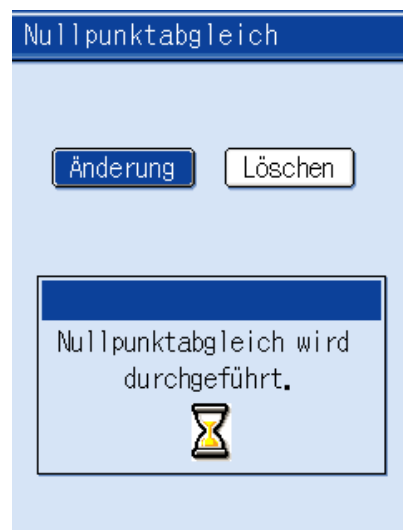 Nullpunktabgleich
Änderung Löschen
Nullpunktabgleich wird
durchgeführt.